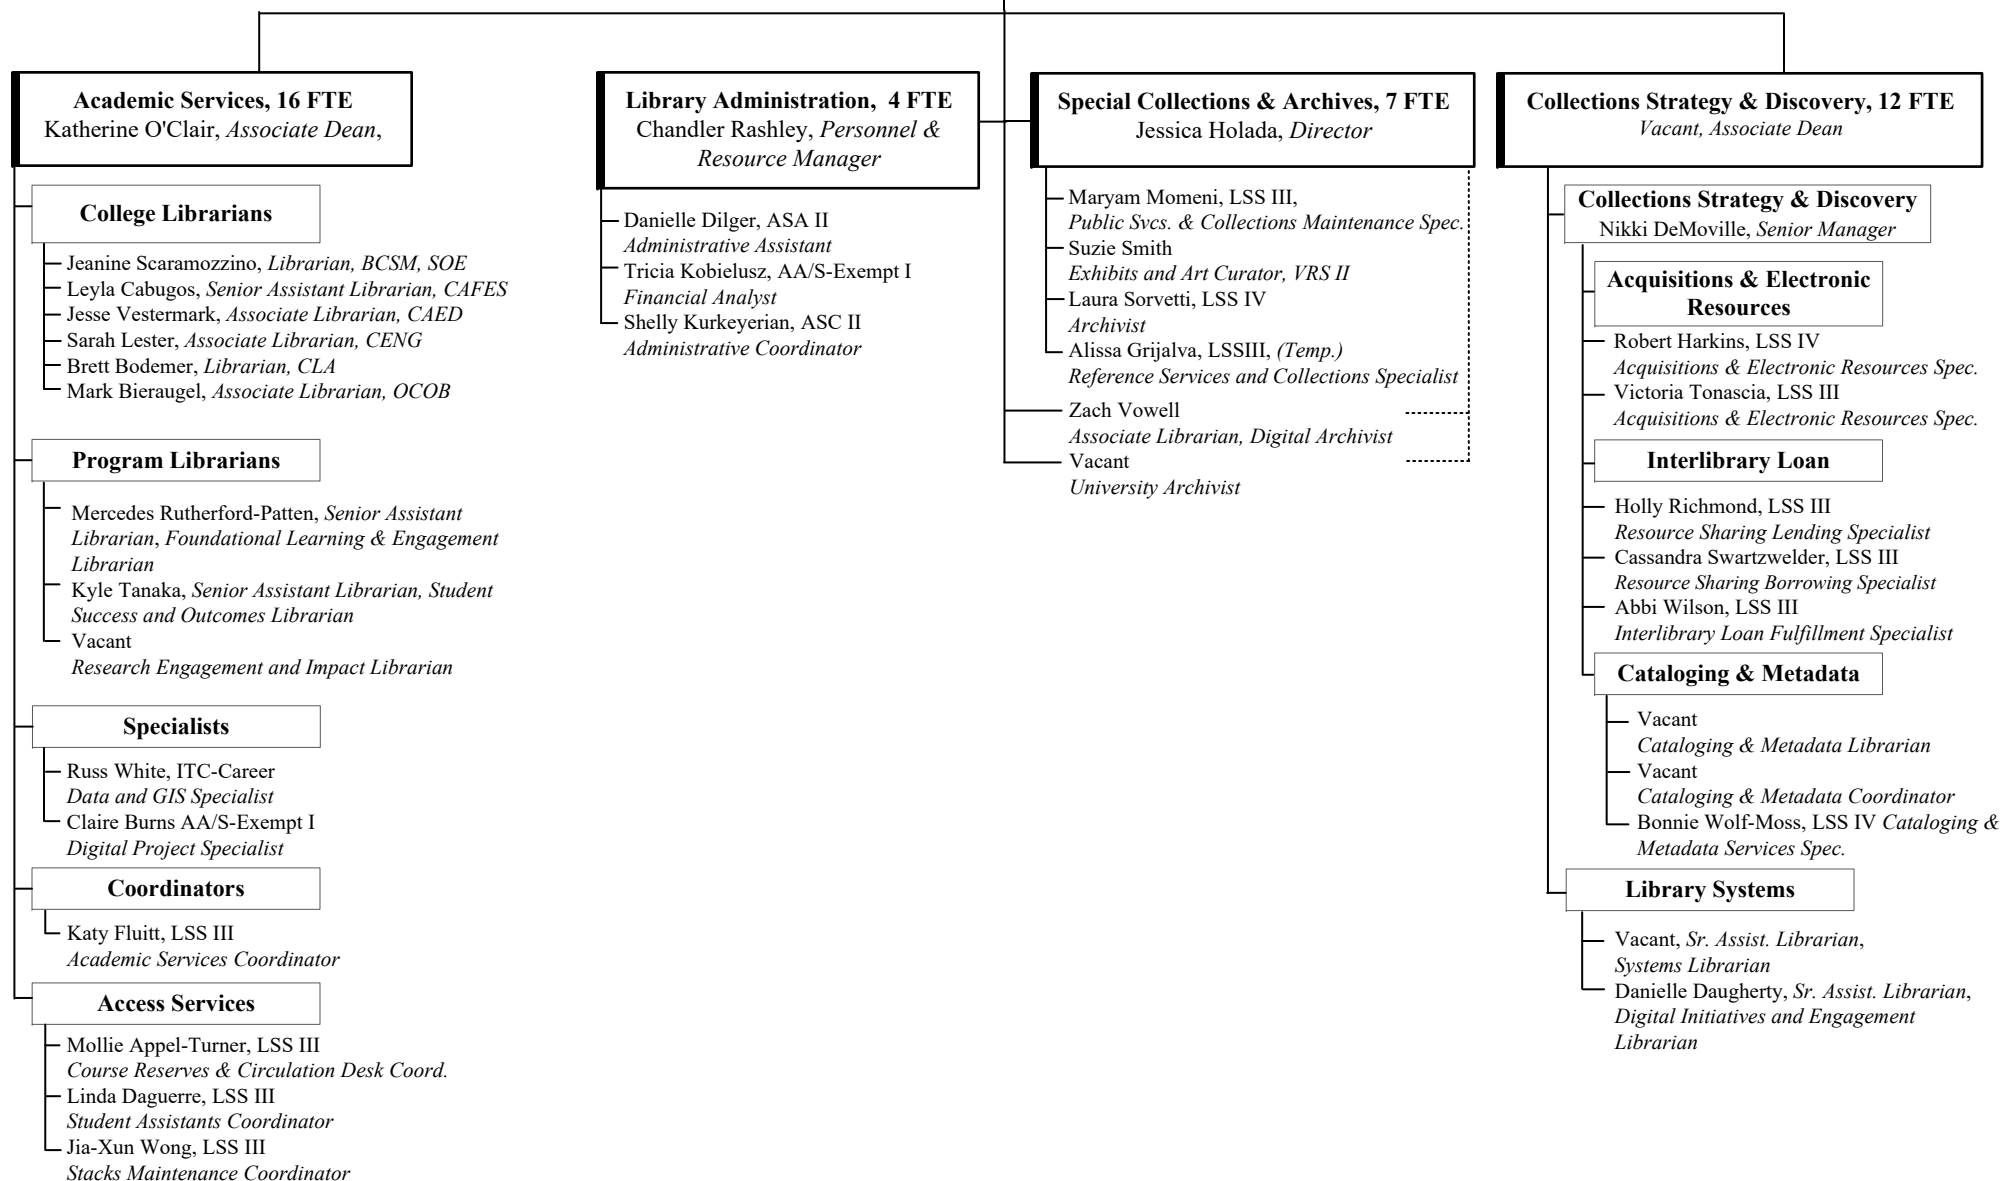 Academic Services, 16 FTE
Katherine O'Clair, Associate Dean,
College Librarians
Jeanine Scaramozzino, Librarian, BCSM, SOE
Leyla Cabugos, Senior Assistant Librarian, CAFES
Jesse Vestermark, Associate Librarian, CAED
Sarah Lester, Associate Librarian, CENG
Brett Bodemer, Librarian, CLA
Mark Bieraugel, Associate Librarian, OCOB
Program Librarians
Mercedes Rutherford-Patten, Senior Assistant
Librarian, Foundational Learning & Engagement
Librarian
Kyle Tanaka, Senior Assistant Librarian, Student
Success and Outcomes Librarian
Vacant
Research Engagement and Impact Librarian
Specialists
Russ White, ITC-Career
Data and GIS Specialist
Claire Burns AA/S-Exempt I
Digital Project Specialist
Coordinators
Katy Fluitt, LSS III
Academic Services Coordinator
Access Services
Mollie Appel-Turner, LSS III
Course Reserves & Circulation Desk Coord.
Linda Daguerre, LSS III
Student Assistants Coordinator
Jia-Xun Wong, LSS III
Stacks Maintenance Coordinator
Library Administration, 4 FTE
Chandler Rashley, Personnel &
Resource Manager
Danielle Dilger, ASA II
Administrative Assistant
Tricia Kobielusz, AA/S-Exempt I
Financial Analyst
Shelly Kurkeyerian, ASC II
Administrative Coordinator
Special Collections & Archives, 7 FTE
Jessica Holada, Director
Maryam Momeni, LSS III,
Public Svcs. & Collections Maintenance Spec.
Suzie Smith
Exhibits and Art Curator, VRS II
Laura Sorvetti, LSS IV
Archivist
Alissa Grijalva, LSSIII, (Temp.)
Reference Services and Collections Specialist
Zach Vowell
Associate Librarian, Digital Archivist
Vacant
University Archivist
Collections Strategy & Discovery, 12 FTE
Vacant, Associate Dean
Collections Strategy & Discovery
Nikki DeMoville, Senior Manager
Acquisitions & Electronic
Resources
Robert Harkins, LSS IV
Acquisitions & Electronic Resources Spec.
Victoria Tonascia, LSS III
Acquisitions & Electronic Resources Spec.
Interlibrary Loan
Holly Richmond, LSS III
Resource Sharing Lending Specialist
Cassandra Swartzwelder, LSS III
Resource Sharing Borrowing Specialist
Abbi Wilson, LSS III
Interlibrary Loan Fulfillment Specialist
Cataloging & Metadata
Vacant
Cataloging & Metadata Librarian
Vacant
Cataloging & Metadata Coordinator
Bonnie Wolf-Moss, LSS IV Cataloging &
Metadata Services Spec.
Library Systems
Vacant, Sr. Assist. Librarian,
Systems Librarian
Danielle Daugherty, Sr. Assist. Librarian,
Digital Initiatives and Engagement
Librarian